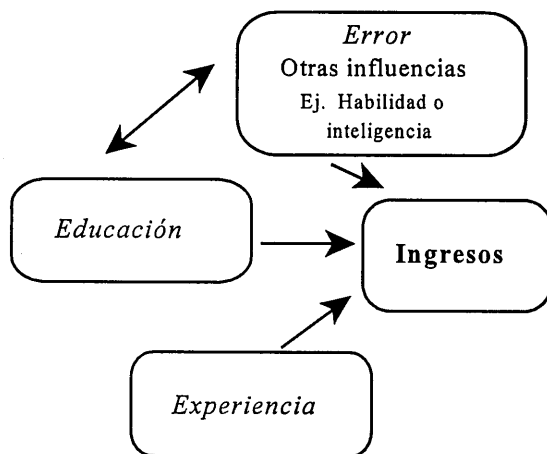 Error
Otras influencias
Ej. Habilidad o
inteligencia
Educación
Ingresos
Experiencia